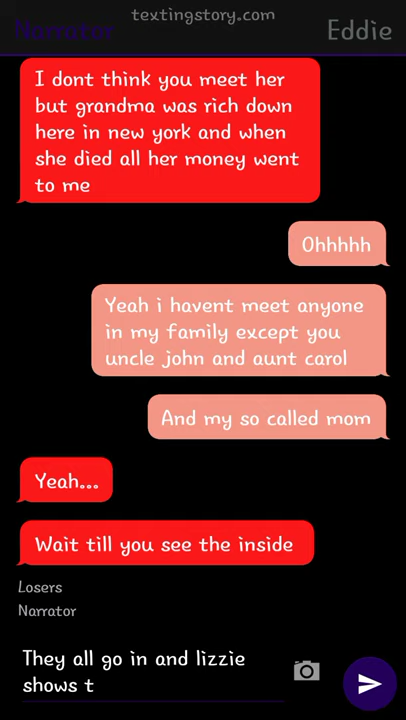 textingstory.com
Narrator
Eddie
I dont think you meet her
but grandma was rich down
here in new york and when
she died all her money went
to me
Ohhhhh
Yeah i havent meet anyone
in my family except you
uncle john and aunt carol
And my so called mom
Yeah...
Wait till you see the inside
Losers
Narrator
They all go in and lizzie
shows t